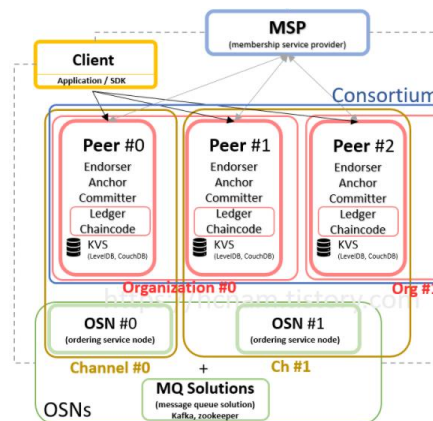 MSP
(membership service provider)
Client
Application / SDK
Consortium
Peer #0
Endorser
Anchor
Committer
Ledger
Chaincode
KVS
(LevelDB, CouchDB)
Peer #1
Endorser
Anchor
Committer
Ledger
Chaincode
KVS
(LevelDB, CouchDB)
Peer #2
Endorser
Anchor
Committer
Ledger
Chaincode
KVS
(LevelDB, CouchDB)
Organization #0
OSN #0
(ordering service node)
OSN #1
(ordering service node)
Channel #0
+
Ch #1
MQ Solutions
(message queue solution)
Kafka, zookeeper
OSNs